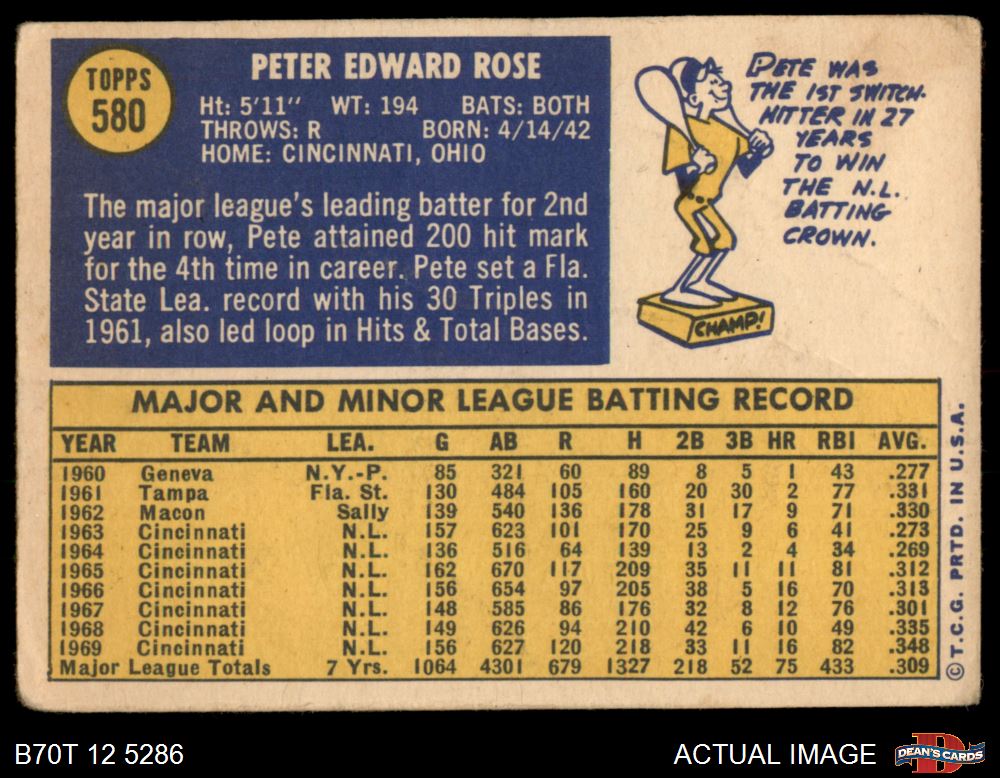 TOPPS
580
PETER EDWARD ROSE
Ht: 5'11" WT: 194 BATS: BOTH
THROWS: R BORN: 4/14/42
HOME: CINCINNATI, OHIO
The major league's leading batter for 2nd
year in row, Pete attained 200 hit mark
for the 4th time in career. Pete set a Fla.
State Lea. record with his 30 Triples in
1961, also led loop in Hits & Total Bases.
PETE WAS
THE 1ST SWITCH-
HITTER IN 27
YEARS
TO WIN
THE N.L.
BATTING
CROWN.
CHAMP!
MAJOR AND MINOR LEAGUE BATTING RECORD
YEAR TEAM LEA. G AB R H 2B 3B HR RBI AVG.
1960 Geneva N.Y.-P. 85 321 60 89 8 5 1 43 .277
1961 Tampa Fla. St. 130 484 105 160 20 30 2 77 .331
1962 Macon Sally 139 540 136 178 31 17 9 71 .330
1963 Cincinnati N.L. 157 623 101 170 25 9 6 41 .273
1964 Cincinnati N.L. 136 516 64 139 13 2 4 34 .269
1965 Cincinnati N.L. 162 670 117 209 35 11 11 81 .312
1966 Cincinnati N.L. 156 654 97 205 38 5 16 70 .313
1967 Cincinnati N.L. 148 585 86 176 32 8 12 76 .301
1968 Cincinnati N.L. 149 626 94 210 42 6 10 49 .335
1969 Cincinnati N.L. 156 627 120 218 33 11 16 82 .348
Major League Totals 7 Yrs. 1064 4301 679 1327 218 52 75 433 .309
© T.C.G. PRTD. IN U.S.A.
B70T 12 5286
ACTUAL IMAGE
D
DEAN'S CARDS